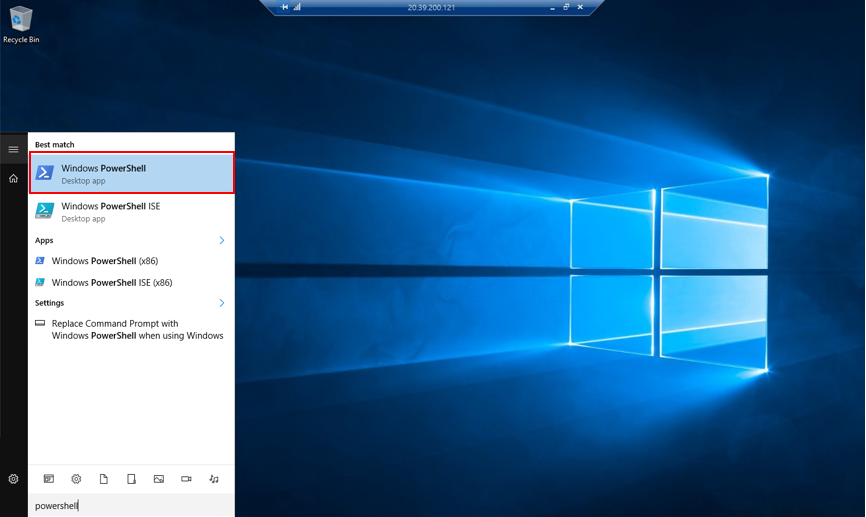 20.39.200.121
Recycle Bin
Best match
Windows PowerShell
Desktop app
Windows PowerShell ISE
Desktop app
Apps
Windows PowerShell (x86)
Windows PowerShell ISE (x86)
Settings
Replace Command Prompt with
Windows PowerShell when using Windows
powershell